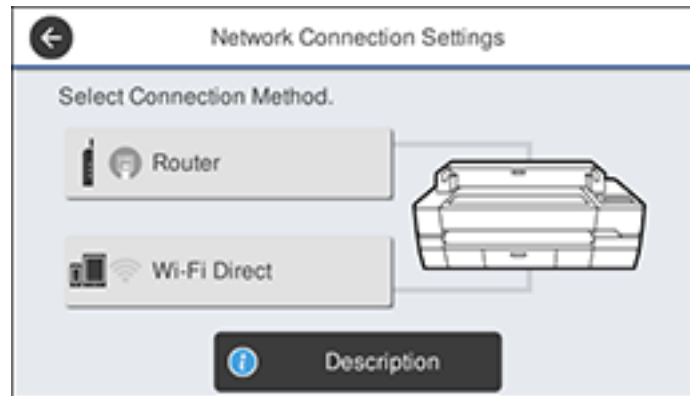 Network Connection Settings
Select Connection Method.
Router
Wi-Fi Direct
Description